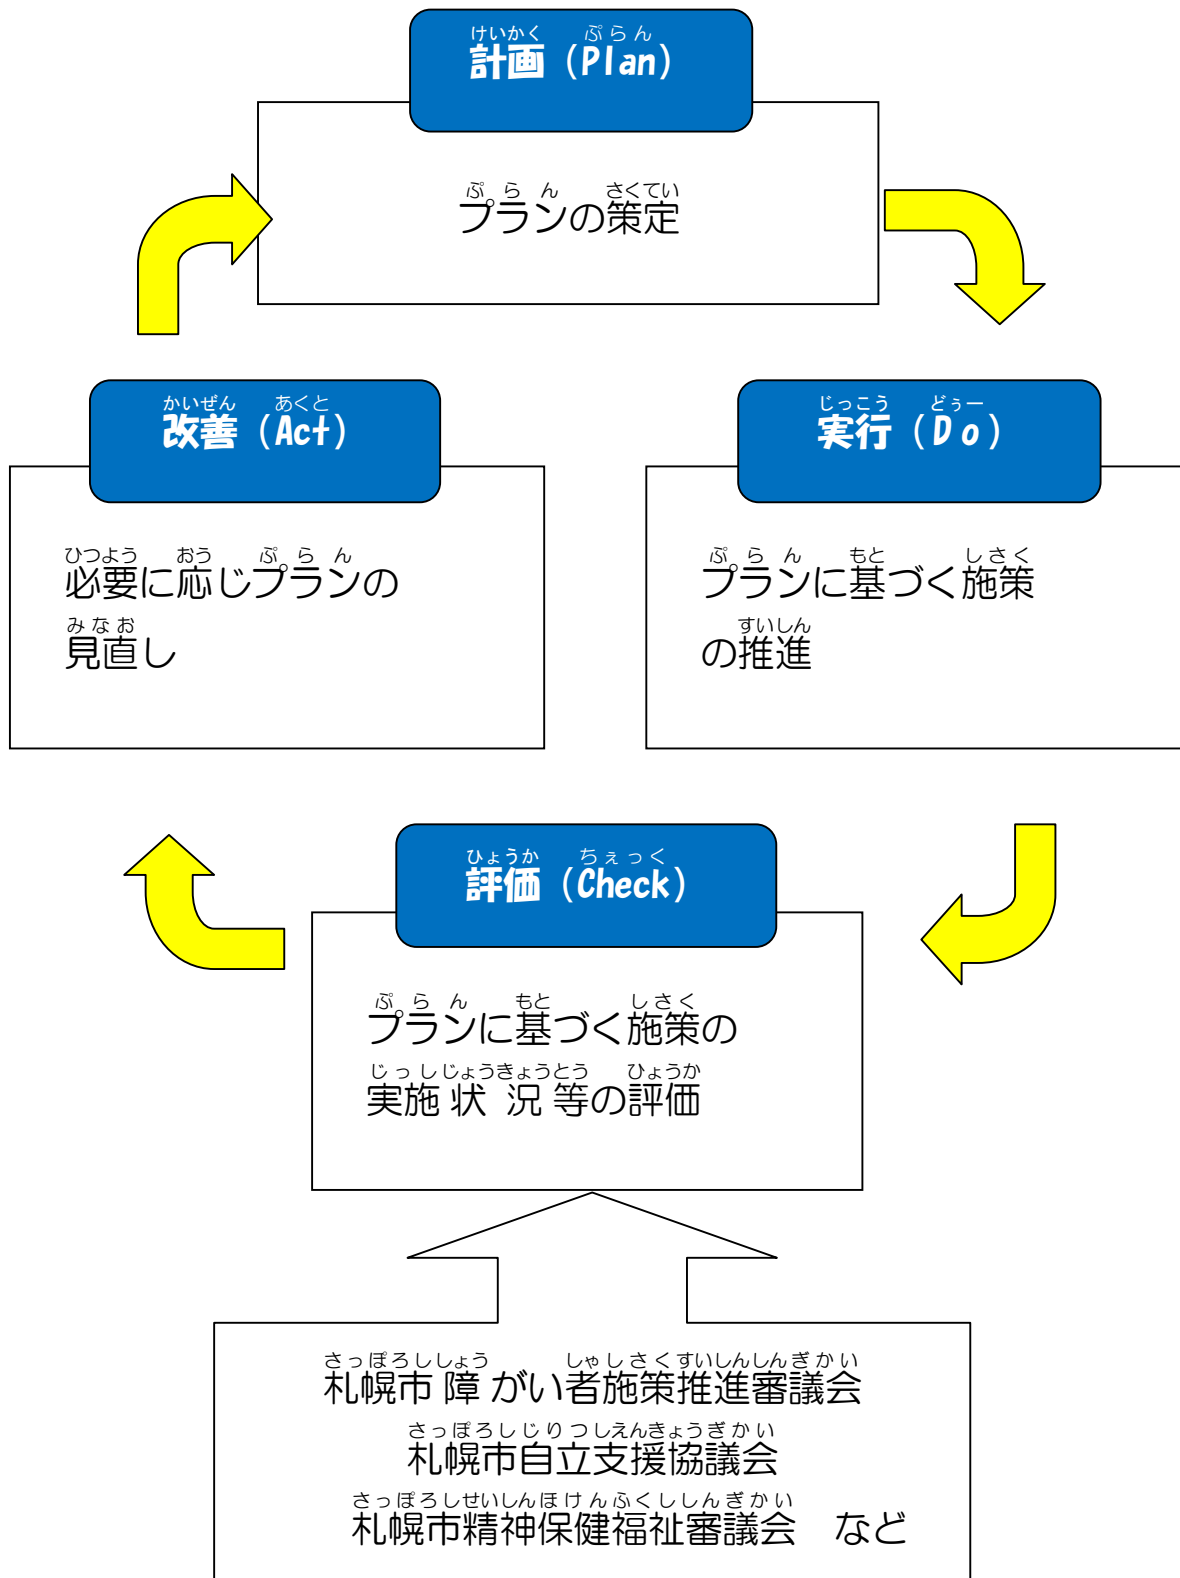 けいかく ぷらん
計画（Plan）
ぷらん さくてい
プランの策定
かいぜん あくと
改善（Act）
じっこう どぅー
実行（Do）
ひつよう おう ぷらん
必要に応じプランの
みなお
見直し
ぷらん もと しさく
プランに基づく施策
すいしん
の推進
ひょうか ちぇっく
評価（Check）
ぷらん もと しさく
プランに基づく施策の
じっしじょうきょうとう ひょうか
実施状況等の評価
さっぽろししょう しゃしさくすいしんしんぎかい
札幌市障がい者施策推進審議会
さっぽろしじりつしえんきょうぎかい
札幌市自立支援協議会
さっぽろしせいしんほけんふくししんぎかい
札幌市精神保健福祉審議会　など